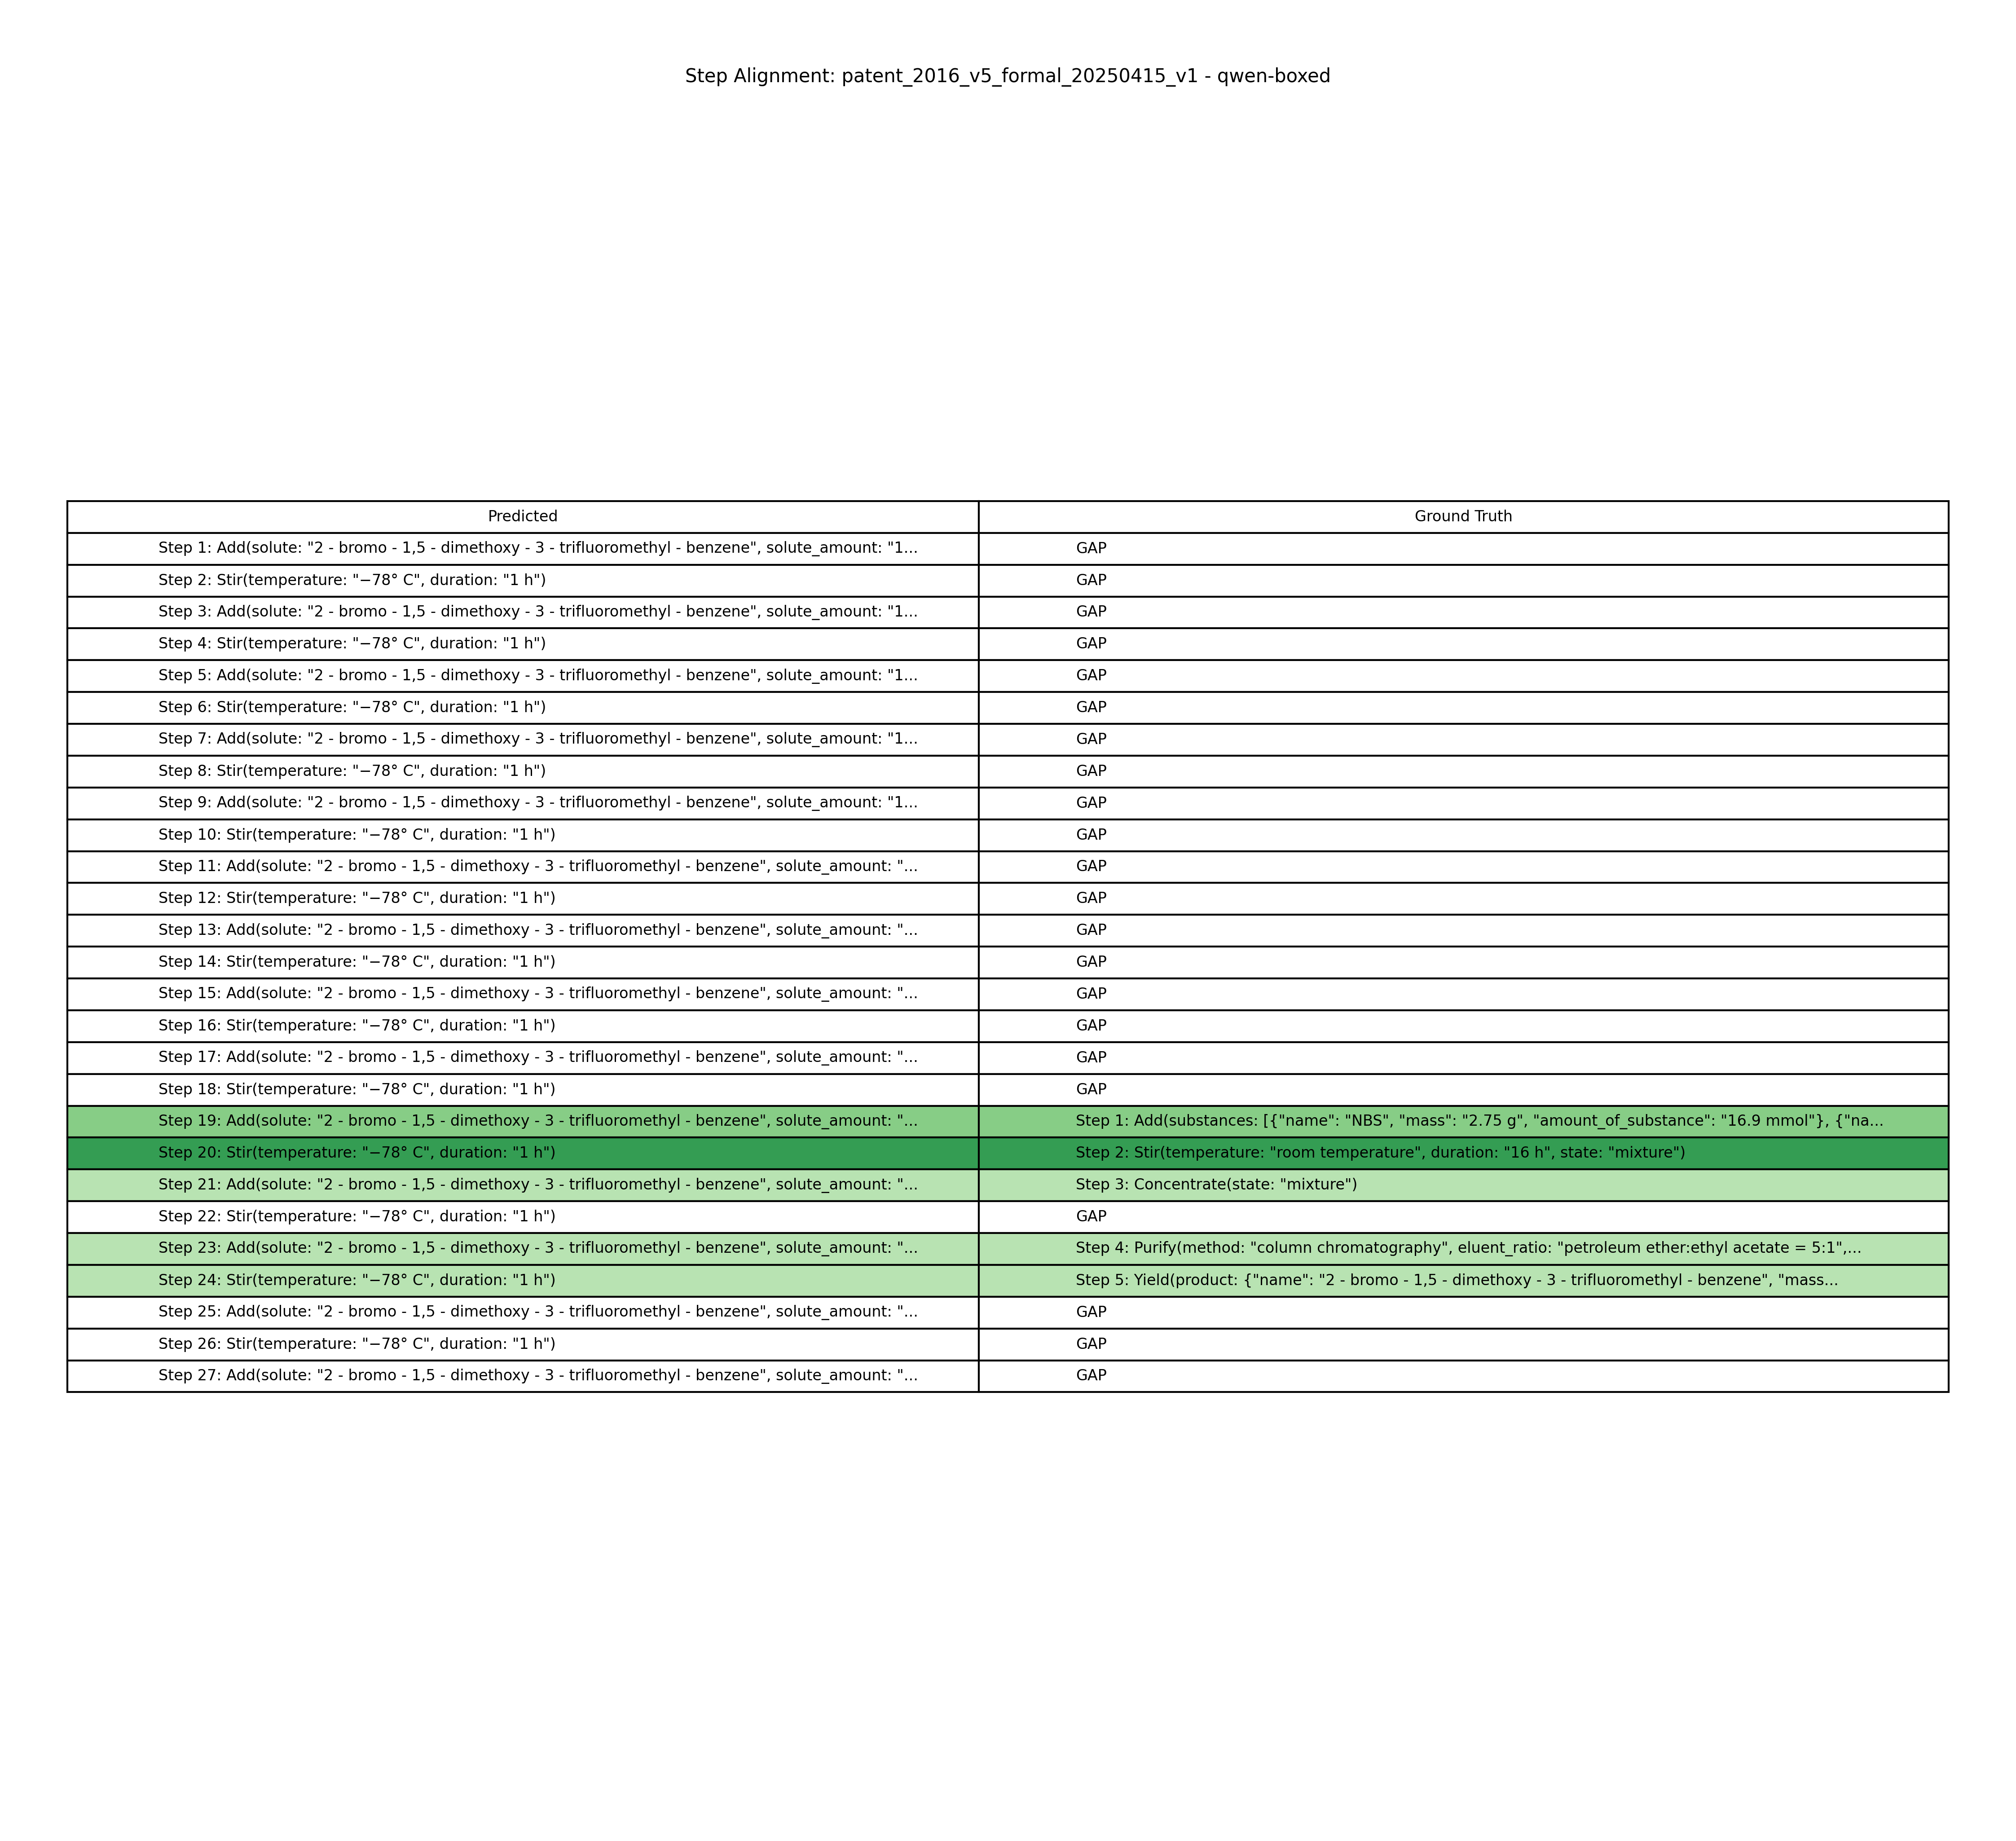 Step Alignment: patent_2016_v5_formal_20250415_v1 - qwen-boxed
Predicted Ground Truth
Step 1: Add(solute: "2 - bromo - 1,5 - dimethoxy - 3 - trifluoromethyl - benzene", solute_amount: "1... GAP
Step 2: Stir(temperature: "−78° C", duration: "1 h") GAP
Step 3: Add(solute: "2 - bromo - 1,5 - dimethoxy - 3 - trifluoromethyl - benzene", solute_amount: "1... GAP
Step 4: Stir(temperature: "−78° C", duration: "1 h") GAP
Step 5: Add(solute: "2 - bromo - 1,5 - dimethoxy - 3 - trifluoromethyl - benzene", solute_amount: "1... GAP
Step 6: Stir(temperature: "−78° C", duration: "1 h") GAP
Step 7: Add(solute: "2 - bromo - 1,5 - dimethoxy - 3 - trifluoromethyl - benzene", solute_amount: "1... GAP
Step 8: Stir(temperature: "−78° C", duration: "1 h") GAP
Step 9: Add(solute: "2 - bromo - 1,5 - dimethoxy - 3 - trifluoromethyl - benzene", solute_amount: "1... GAP
Step 10: Stir(temperature: "−78° C", duration: "1 h") GAP
Step 11: Add(solute: "2 - bromo - 1,5 - dimethoxy - 3 - trifluoromethyl - benzene", solute_amount: "... GAP
Step 12: Stir(temperature: "−78° C", duration: "1 h") GAP
Step 13: Add(solute: "2 - bromo - 1,5 - dimethoxy - 3 - trifluoromethyl - benzene", solute_amount: "... GAP
Step 14: Stir(temperature: "−78° C", duration: "1 h") GAP
Step 15: Add(solute: "2 - bromo - 1,5 - dimethoxy - 3 - trifluoromethyl - benzene", solute_amount: "... GAP
Step 16: Stir(temperature: "−78° C", duration: "1 h") GAP
Step 17: Add(solute: "2 - bromo - 1,5 - dimethoxy - 3 - trifluoromethyl - benzene", solute_amount: "... GAP
Step 18: Stir(temperature: "−78° C", duration: "1 h") GAP
Step 19: Add(solute: "2 - bromo - 1,5 - dimethoxy - 3 - trifluoromethyl - benzene", solute_amount: "... Step 1: Add(substances: [{"name": "NBS", "mass": "2.75 g", "amount_of_substance": "16.9 mmol"}, {"na...
Step 20: Stir(temperature: "−78° C", duration: "1 h") Step 2: Stir(temperature: "room temperature", duration: "16 h", state: "mixture")
Step 21: Add(solute: "2 - bromo - 1,5 - dimethoxy - 3 - trifluoromethyl - benzene", solute_amount: "... Step 3: Concentrate(state: "mixture")
Step 22: Stir(temperature: "−78° C", duration: "1 h") GAP
Step 23: Add(solute: "2 - bromo - 1,5 - dimethoxy - 3 - trifluoromethyl - benzene", solute_amount: "... Step 4: Purify(method: "column chromatography", eluent_ratio: "petroleum ether:ethyl acetate = 5:1",...
Step 24: Stir(temperature: "−78° C", duration: "1 h") Step 5: Yield(product: {"name": "2 - bromo - 1,5 - dimethoxy - 3 - trifluoromethyl - benzene", "mass...
Step 25: Add(solute: "2 - bromo - 1,5 - dimethoxy - 3 - trifluoromethyl - benzene", solute_amount: "... GAP
Step 26: Stir(temperature: "−78° C", duration: "1 h") GAP
Step 27: Add(solute: "2 - bromo - 1,5 - dimethoxy - 3 - trifluoromethyl - benzene", solute_amount: "... GAP